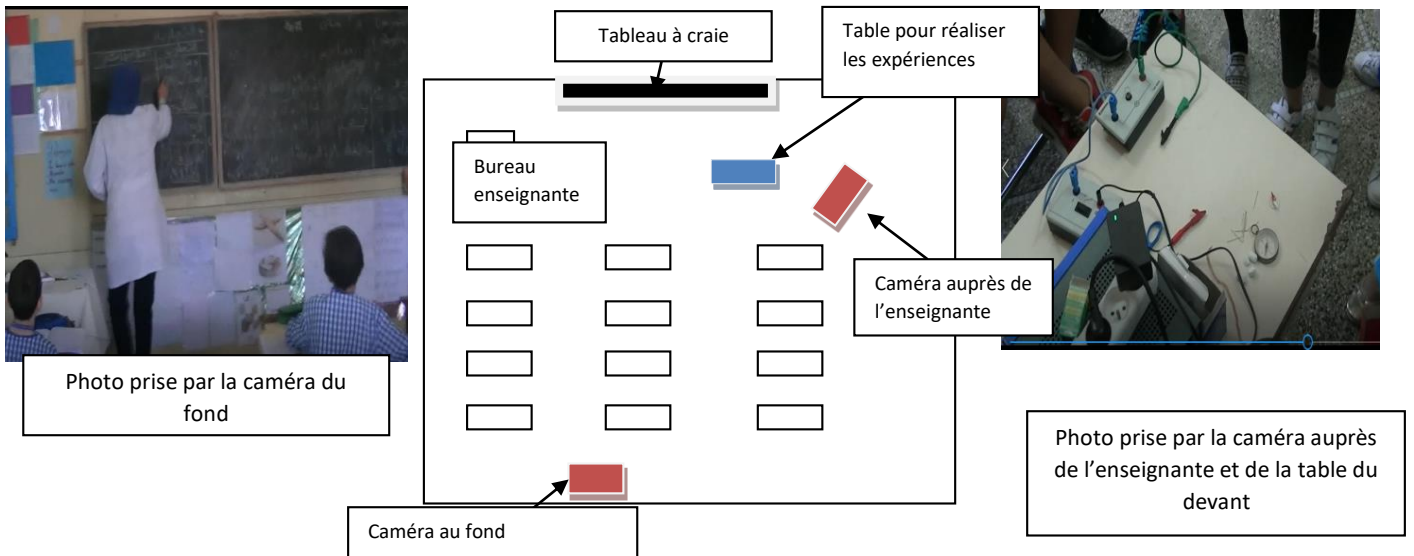 Tableau à craie
Table pour réaliser
les expériences
Bureau
enseignante
Caméra auprès de
l’enseignante
Photo prise par la caméra du
fond
Photo prise par la caméra auprès
de l’enseignante et de la table du
devant
Caméra au fond